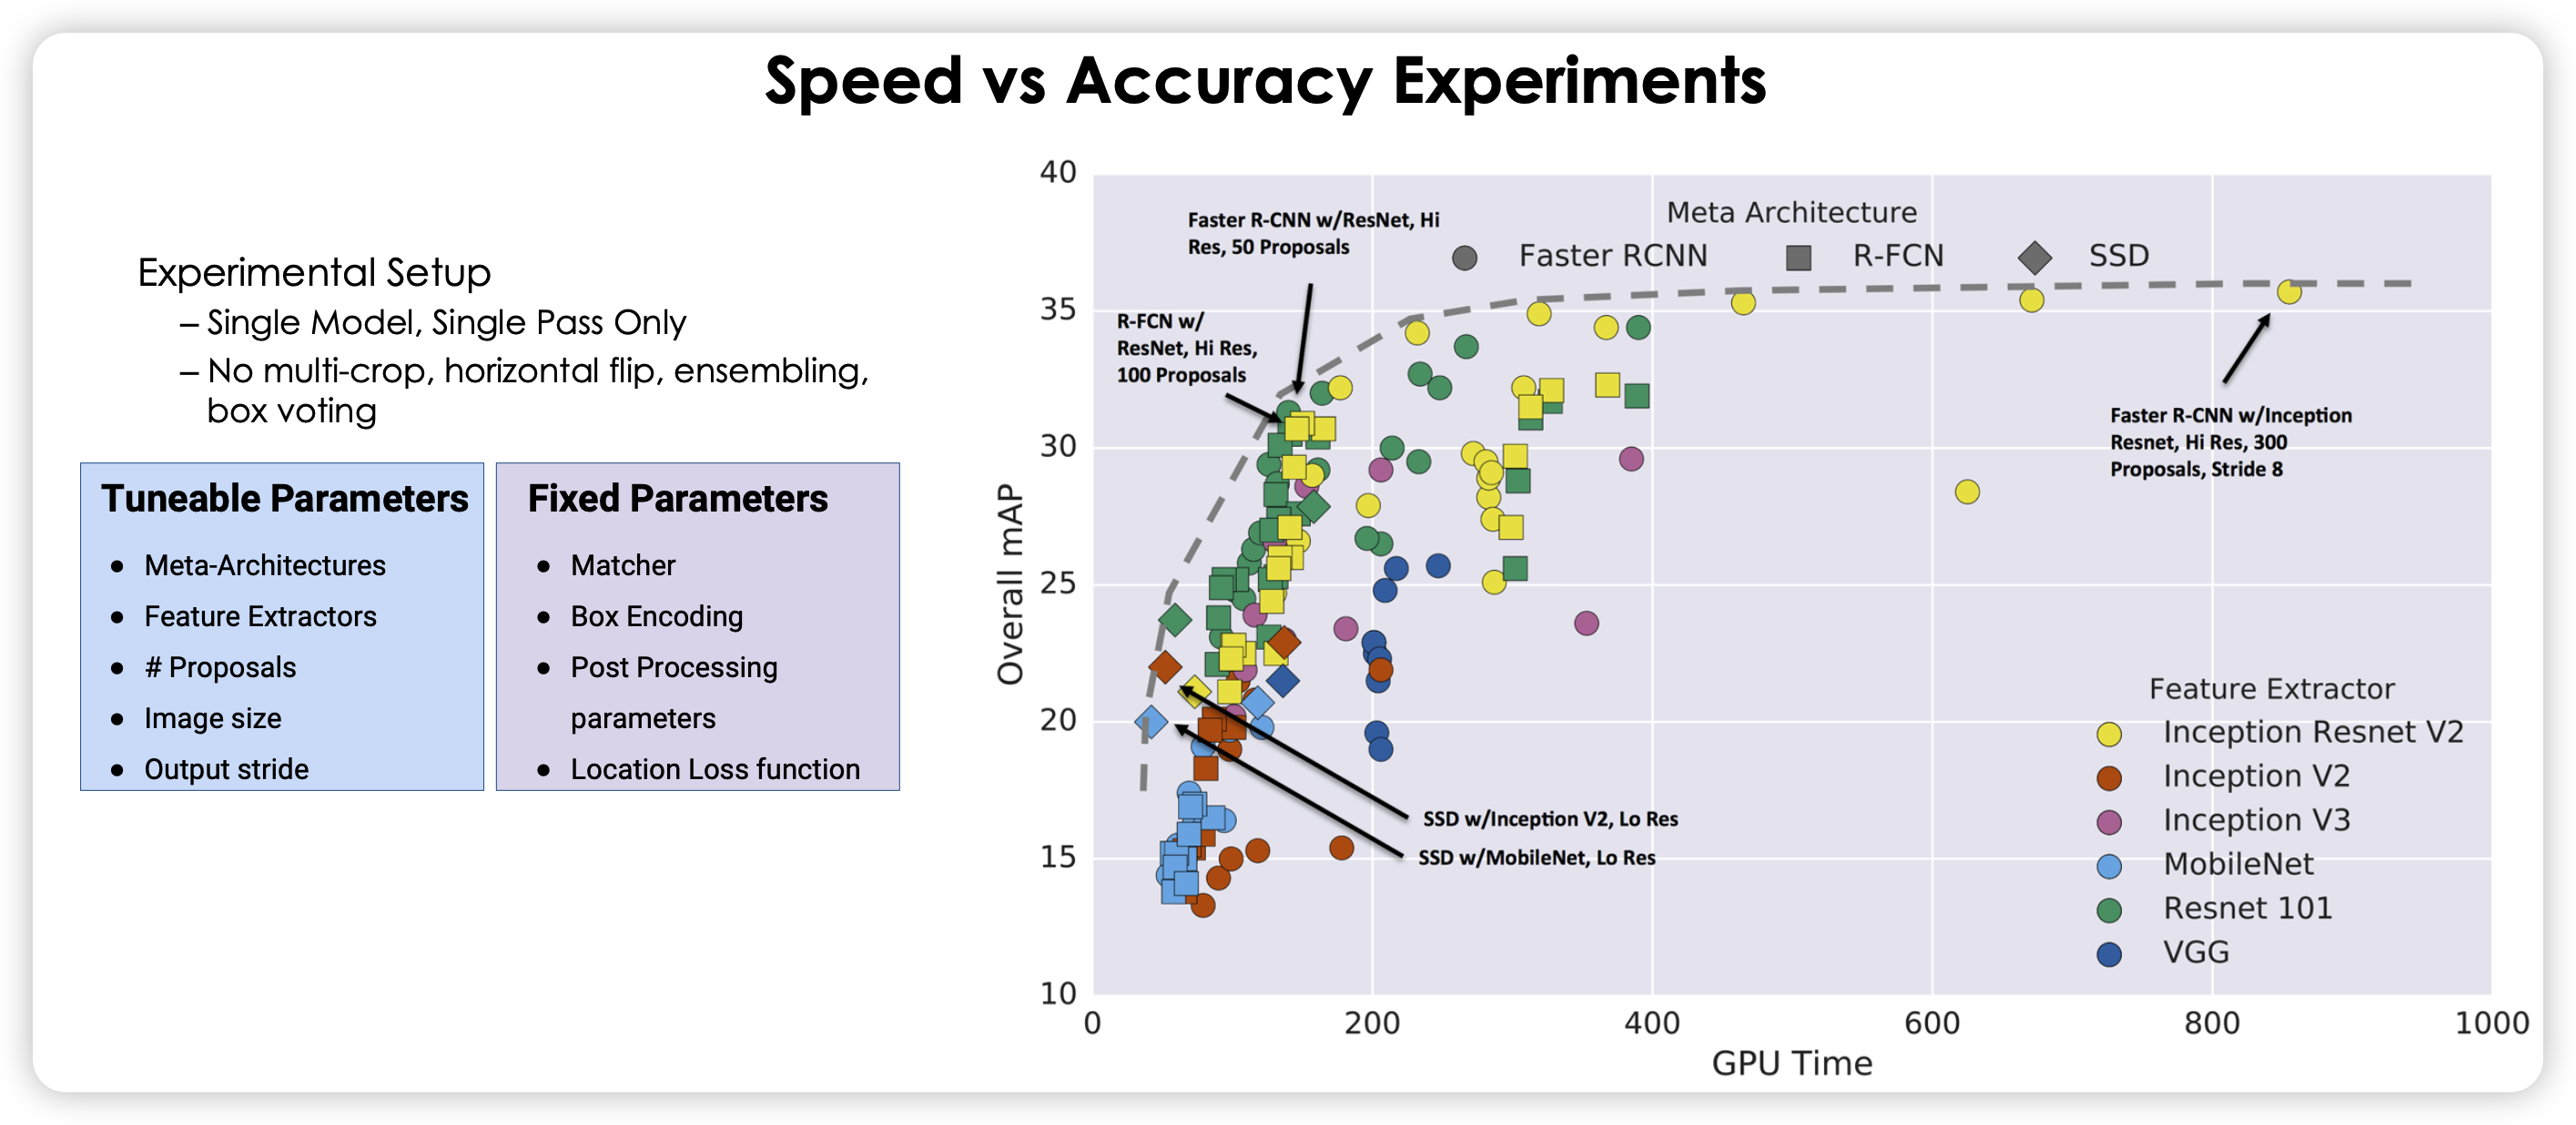 Speed vs Accuracy Experiments
Experimental Setup
– Single Model, Single Pass Only
– No multi-crop, horizontal flip, ensembling,
box voting
Tuneable Parameters
● Meta-Architectures
● Feature Extractors
● # Proposals
● Image size
● Output stride
Fixed Parameters
● Matcher
● Box Encoding
● Post Processing
parameters
● Location Loss function
40
35
30
25
20
15
10
Overall mAP
0 200 400 600 800 1000
GPU Time
Meta Architecture
Faster RCNN R-FCN SSD
Faster R-CNN w/ResNet, Hi
Res, 50 Proposals
R-FCN w/
ResNet, Hi Res,
100 Proposals
Faster R-CNN w/Inception
Resnet, Hi Res, 300
Proposals, Stride 8
SSD w/Inception V2, Lo Res
SSD w/MobileNet, Lo Res
Feature Extractor
Inception Resnet V2
Inception V2
Inception V3
MobileNet
Resnet 101
VGG